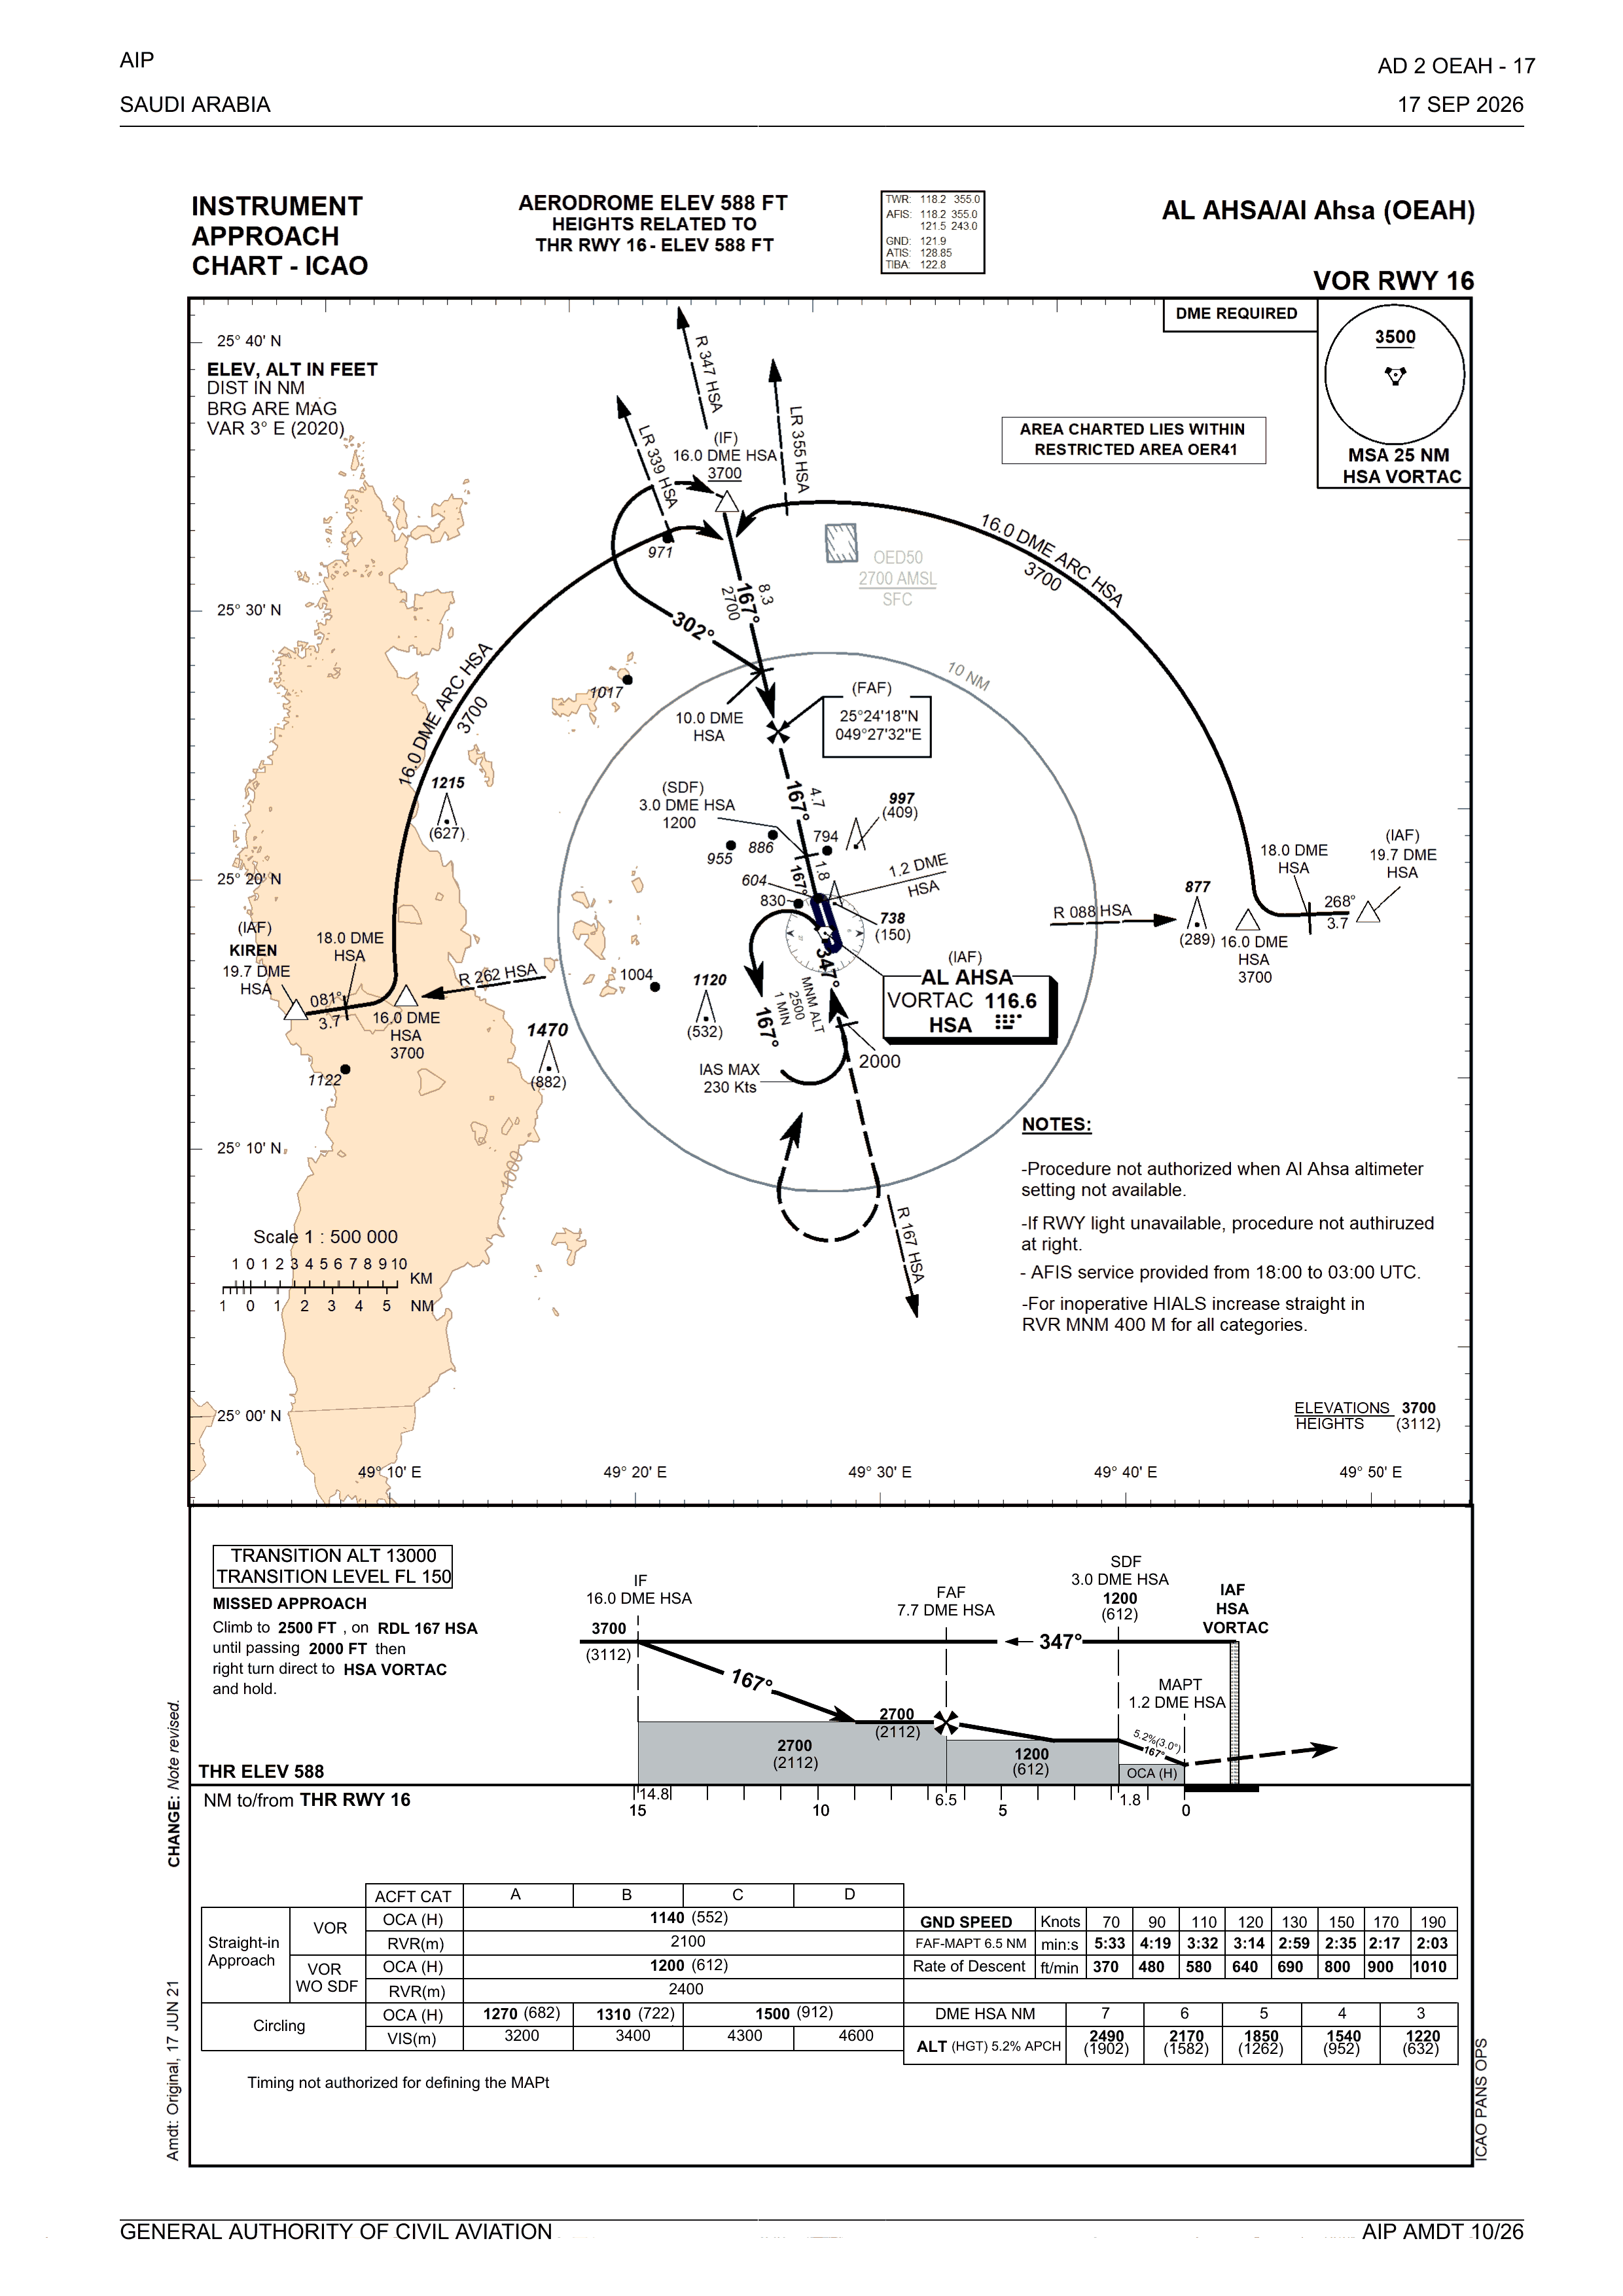 AIP
AD 2 OEAH - 17
SAUDI ARABIA
17 SEP 2026
INSTRUMENT
APPROACH
CHART - ICAO
AERODROME ELEV 588 FT
HEIGHTS RELATED TO
THR RWY 16 - ELEV 588 FT
TWR: 118.2 355.0
AFIS: 118.2 355.0
121.5 243.0
GND: 121.9
ATIS: 128.85
TIBA: 122.8
AL AHSA/Al Ahsa (OEAH)
VOR RWY 16
DME REQUIRED
3500
MSA 25 NM
HSA VORTAC
25° 40' N
ELEV, ALT IN FEET
DIST IN NM
BRG ARE MAG
VAR 3° E (2020)
AREA CHARTED LIES WITHIN
RESTRICTED AREA OER41
R 347 HSA
LR 339 HSA
LR 355 HSA
(IF)
16.0 DME HSA
3700
971
16.0 DME ARC HSA
3700
OED50
2700 AMSL
SFC
8.3
167°
2700
25° 30' N
302°
16.0 DME ARC HSA
3700
10 NM
1017
10.0 DME
HSA
(FAF)
25°24'18"N
049°27'32"E
1215
(627)
(SDF)
3.0 DME HSA
1200
167°
4.7
997
(409)
955
886
794
25° 20' N
604
830
167°
1.8
1.2 DME
HSA
738
(150)
(IAF)
KIREN
19.7 DME
HSA
18.0 DME
HSA
081°
3.7
16.0 DME
HSA
3700
R 262 HSA
1122
1470
(882)
1004
1120
(532)
167°
1 MIN
2500
MNM ALT
347°
IAS MAX
230 Kts
2000
(IAF)
AL AHSA
VORTAC 116.6
HSA
R 088 HSA
877
(289)
16.0 DME
HSA
3700
18.0 DME
HSA
268°
3.7
(IAF)
19.7 DME
HSA
25° 10' N
1000
R 167 HSA
NOTES:
-Procedure not authorized when Al Ahsa altimeter
setting not available.
-If RWY light unavailable, procedure not authiruzed
at right.
- AFIS service provided from 18:00 to 03:00 UTC.
-For inoperative HIALS increase straight in
RVR MNM 400 M for all categories.
Scale 1 : 500 000
1 0 1 2 3 4 5 6 7 8 9 10
KM
1 0 1 2 3 4 5 NM
25° 00' N
ELEVATIONS 3700
HEIGHTS (3112)
49° 10' E
49° 20' E
49° 30' E
49° 40' E
49° 50' E
TRANSITION ALT 13000
TRANSITION LEVEL FL 150
MISSED APPROACH
Climb to 2500 FT , on RDL 167 HSA
until passing 2000 FT then
right turn direct to HSA VORTAC
and hold.
IF
16.0 DME HSA
3700
(3112)
167°
FAF
7.7 DME HSA
347°
SDF
3.0 DME HSA
1200
(612)
IAF
HSA
VORTAC
MAPT
1.2 DME HSA
2700
(2112)
2700
(2112)
1200
(612)
5.2%(3.0°)
167°
OCA (H)
THR ELEV 588
NM to/from THR RWY 16
15
14.8
10
6.5
5
1.8
0
CHANGE: Note revised.
Amdt: Original, 17 JUN 21
ACFT CAT A B C D
Straight-in
Approach
VOR
OCA (H) 1140 (552)
RVR(m) 2100
VOR
WO SDF
OCA (H) 1200 (612)
RVR(m) 2400
Circling
OCA (H) 1270 (682) 1310 (722) 1500 (912)
VIS(m) 3200 3400 4300 4600
GND SPEED Knots 70 90 110 120 130 150 170 190
FAF-MAPT 6.5 NM min:s 5:33 4:19 3:32 3:14 2:59 2:35 2:17 2:03
Rate of Descent ft/min 370 480 580 640 690 800 900 1010
DME HSA NM 7 6 5 4 3
ALT (HGT) 5.2% APCH 2490 2170 1850 1540 1220
(1902) (1582) (1262) (952) (632)
Timing not authorized for defining the MAPt
ICAO PANS OPS
GENERAL AUTHORITY OF CIVIL AVIATION
AIP AMDT 10/26